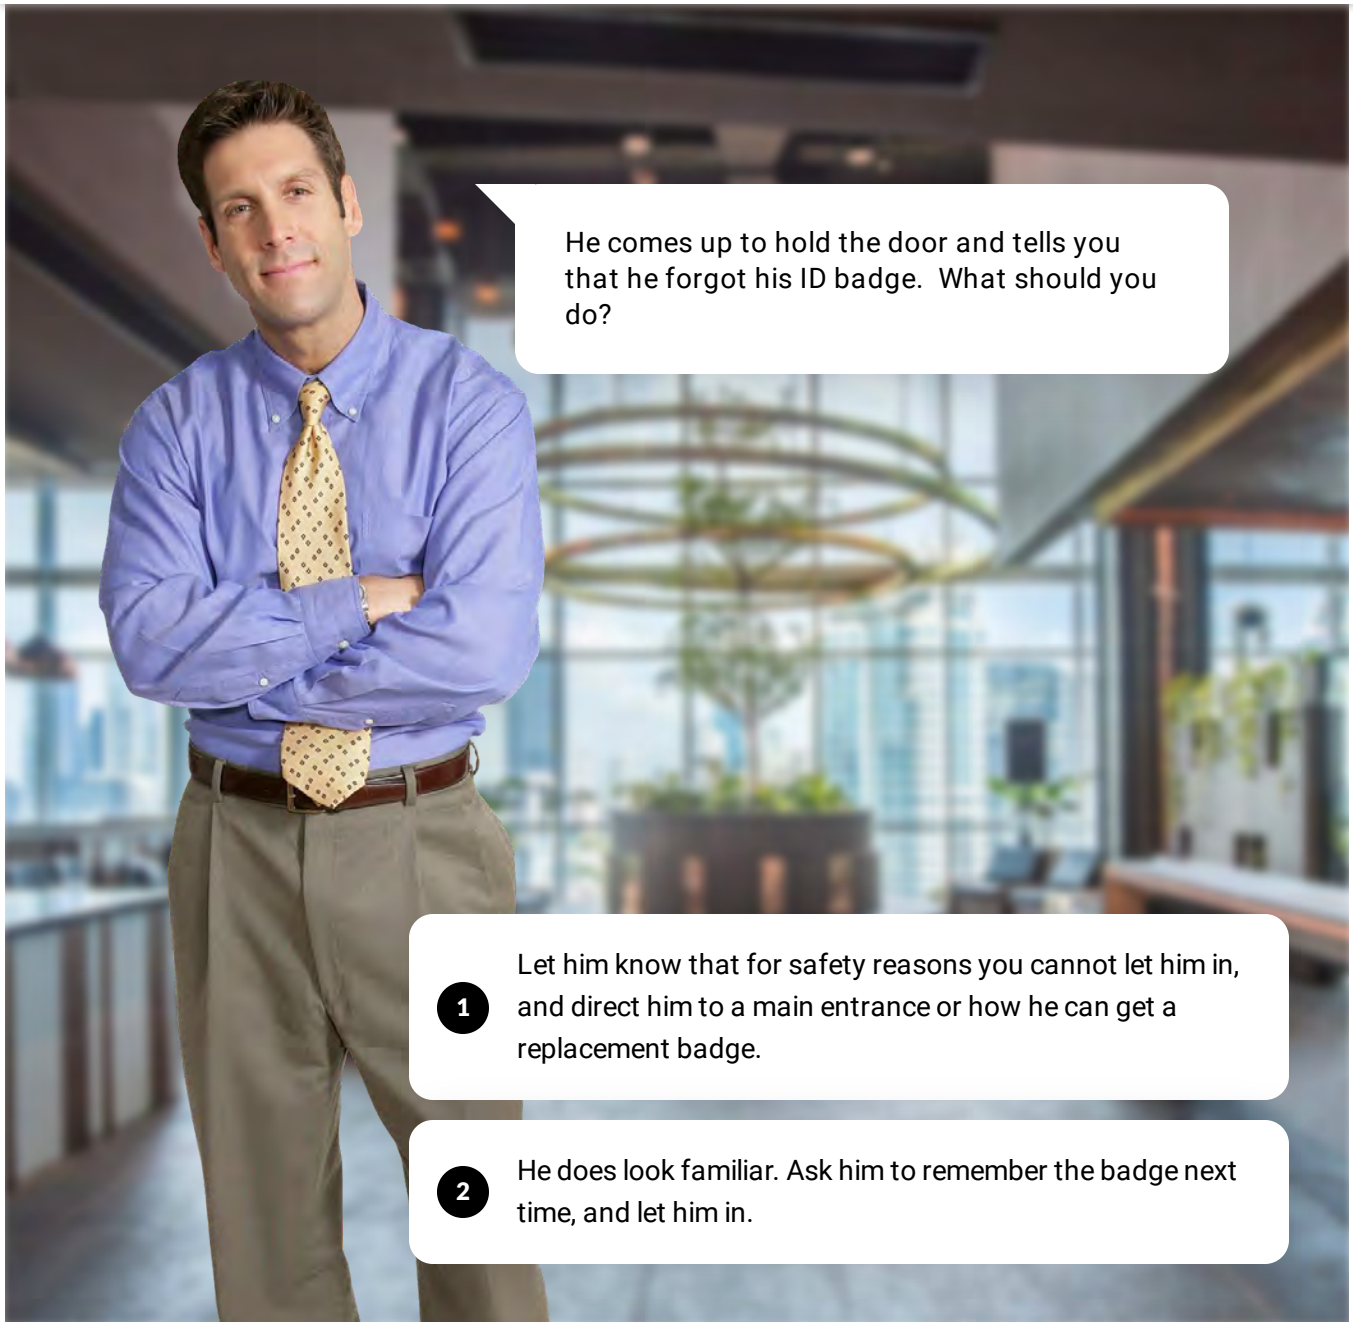 He comes up to hold the door and tells you
that he forgot his ID badge.  What should you
do?
1
Let him know that for safety reasons you cannot let him in,
and direct him to a main entrance or how he can get a
replacement badge.
2
He does look familiar. Ask him to remember the badge next
time, and let him in.